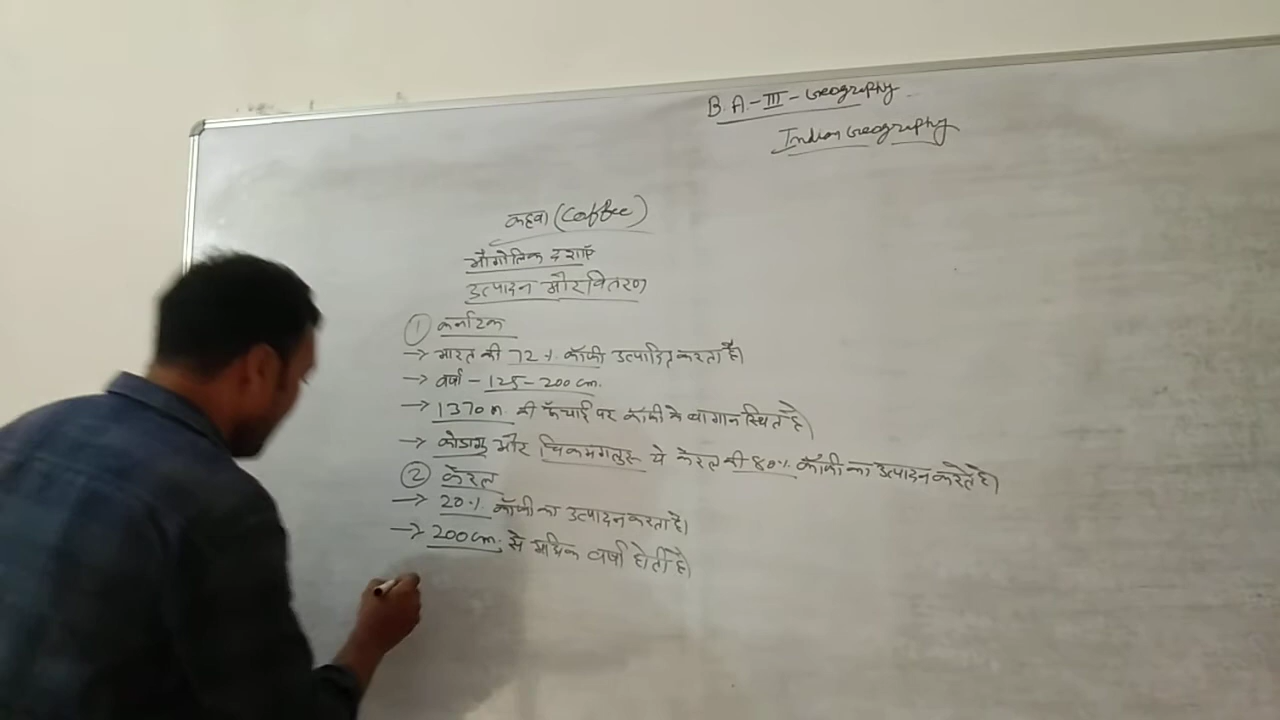 B.A.-III-Geography
Indian Geography
कहवा (Coffee)
भौगोलिक दशाएँ
उत्पादन और वितरण
① कर्नाटक
→ भारत की 72% कॉफी उत्पादित करता है।
→ वर्षा - 125-200 cm.
→ 1370 m. की ऊँचाई पर कॉफी के बागान स्थित है।
→ कोडागु और चिकमगलुरु ये केरल की 80% कॉफी का उत्पादन करते है।
② केरल
→ 20% कॉफी का उत्पादन करता है।
→ 200 cm. से अधिक वर्षा होती है।